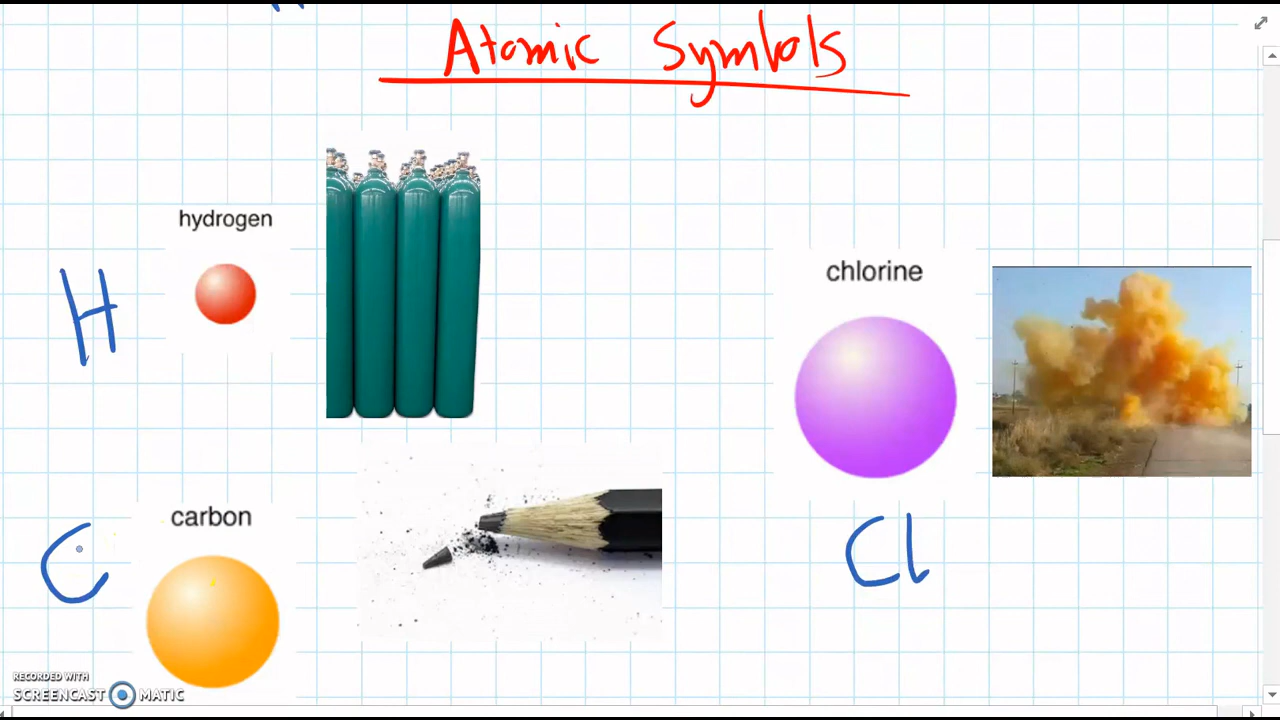 Atomic Symbols
hydrogen
H
chlorine
Cl
carbon
C
RECORDED WITH
SCREENCAST MATIC